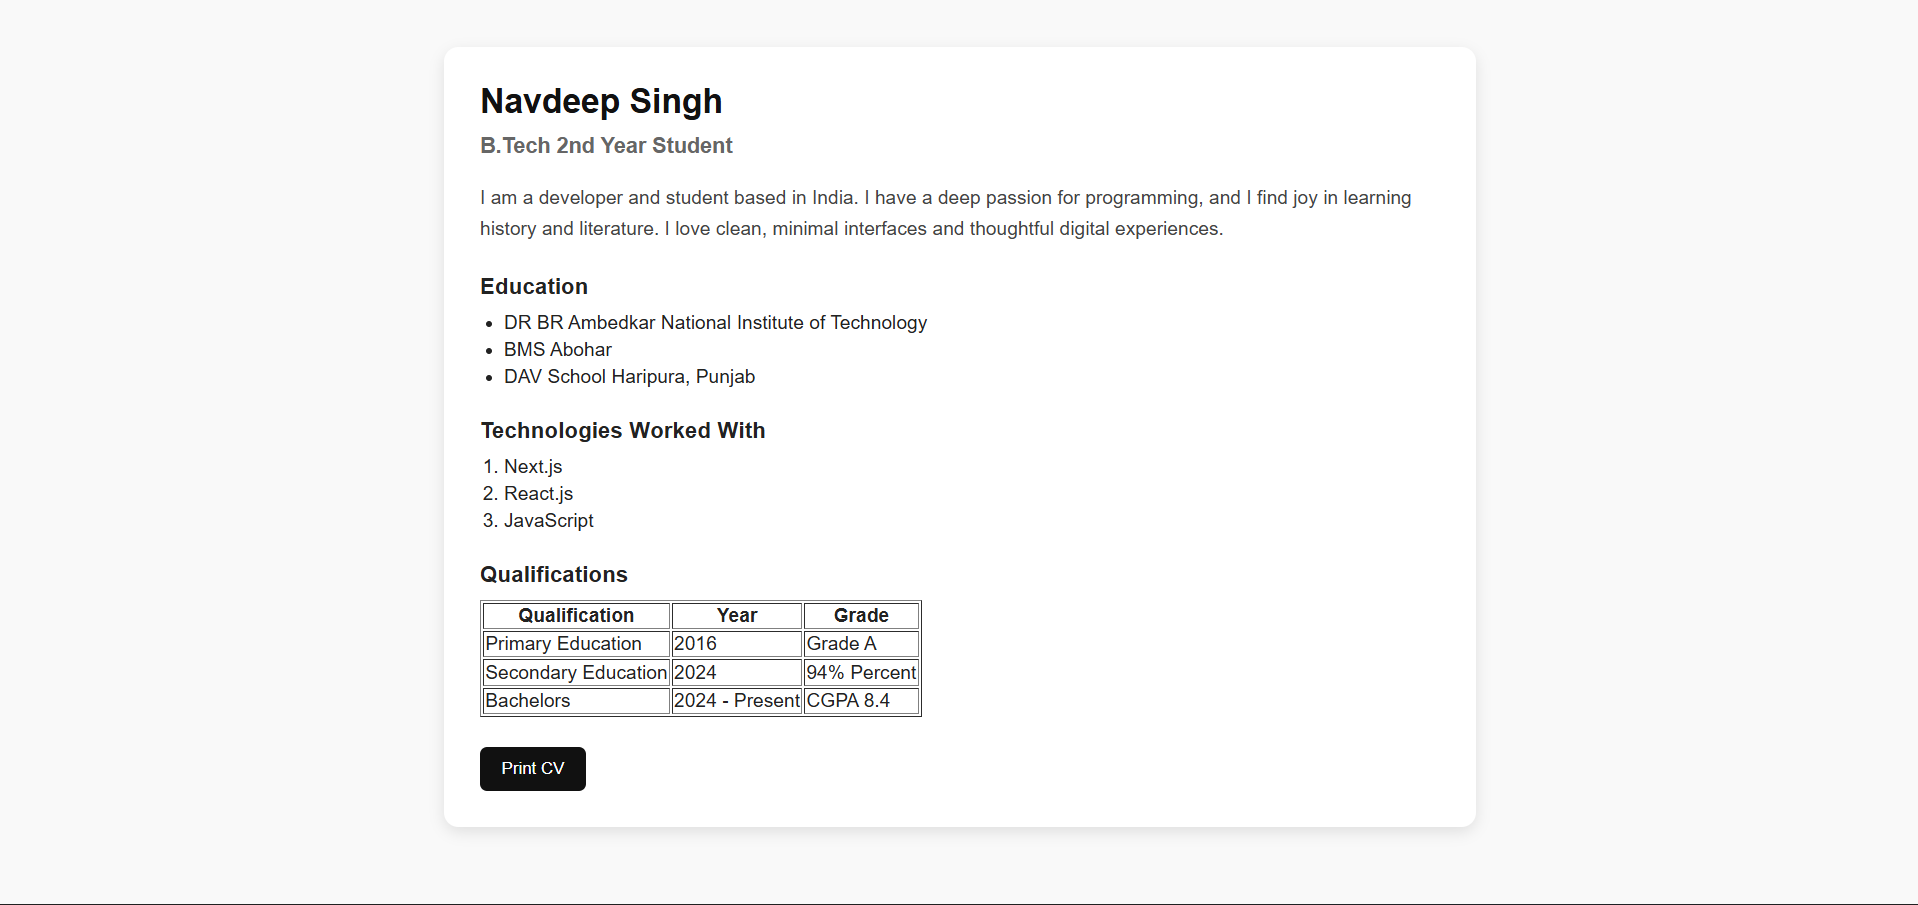 Navdeep Singh
B.Tech 2nd Year Student
I am a developer and student based in India. I have a deep passion for programming, and I find joy in learning
history and literature. I love clean, minimal interfaces and thoughtful digital experiences.
Education
• DR BR Ambedkar National Institute of Technology
• BMS Abohar
• DAV School Haripura, Punjab
Technologies Worked With
1. Next.js
2. React.js
3. JavaScript
Qualifications
Qualification Year Grade
Primary Education 2016 Grade A
Secondary Education 2024 94% Percent
Bachelors 2024 - Present CGPA 8.4
Print CV